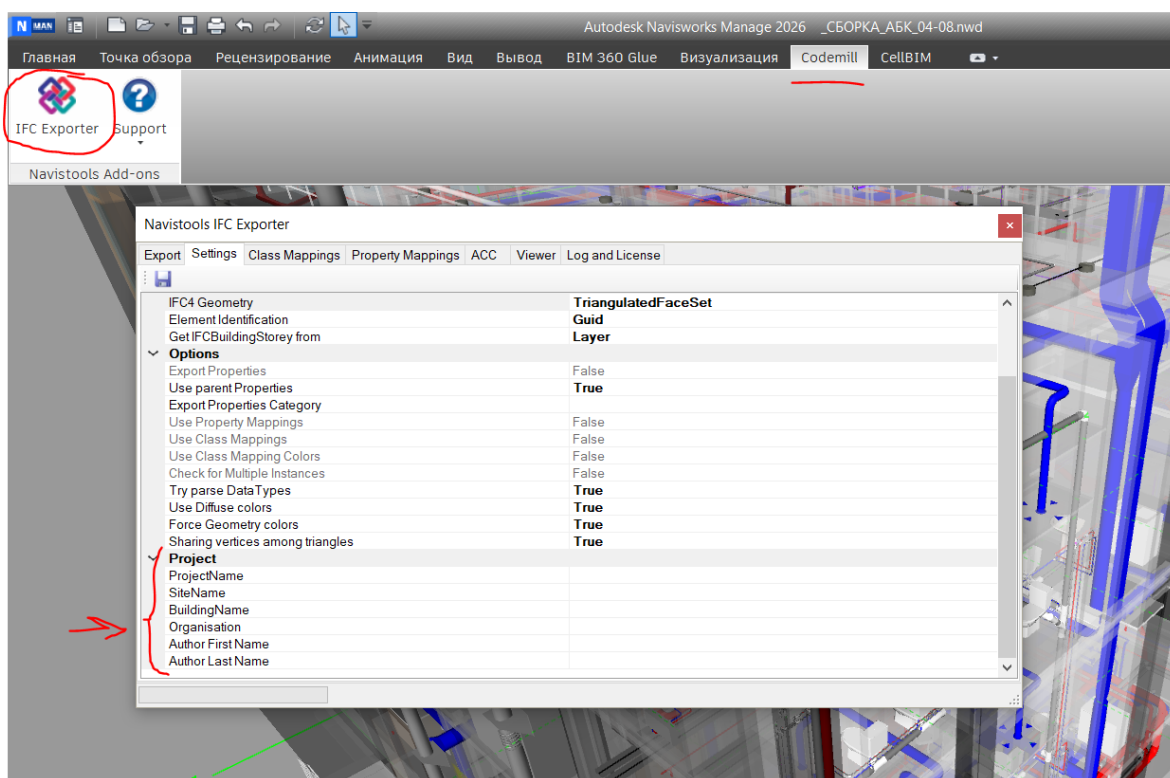 N MAN Autodesk Navisworks Manage 2026 _СБОРКА_АБК_04-08.nwd
Главная Точка обзора Рецензирование Анимация Вид Вывод BIM 360 Glue Визуализация Codemill CellBIM
IFC Exporter Support
Navistools Add-ons
Navistools IFC Exporter
Export Settings Class Mappings Property Mappings ACC Viewer Log and License
IFC4 Geometry TriangulatedFaceSet
Element Identification Guid
Get IFCBuildingStorey from Layer
Options
Export Properties False
Use parent Properties True
Export Properties Category
Use Property Mappings False
Use Class Mappings False
Use Class Mapping Colors False
Check for Multiple Instances False
Try parse DataTypes True
Use Diffuse colors True
Force Geometry colors True
Sharing vertices among triangles True
Project
ProjectName
SiteName
BuildingName
Organisation
Author First Name
Author Last Name